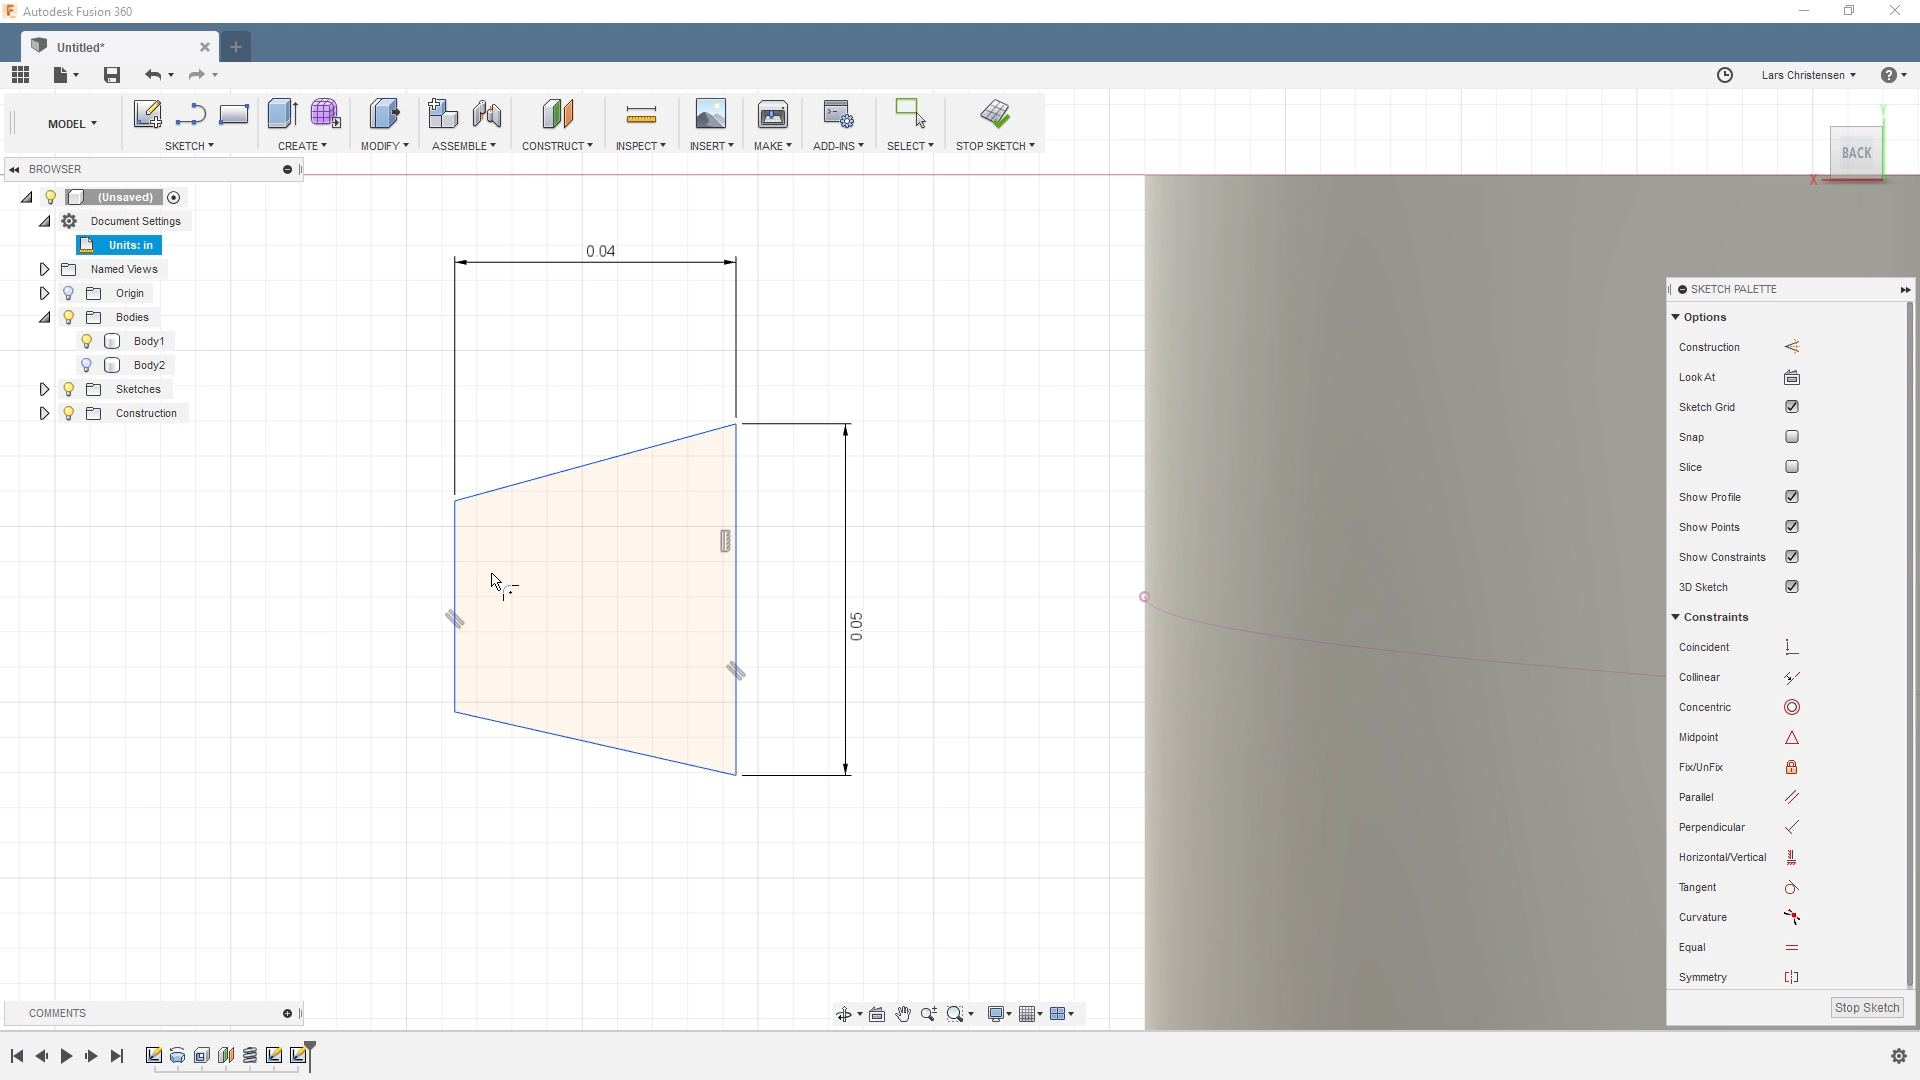 Autodesk Fusion 360
Untitled*
Lars Christensen
MODEL
SKETCH
CREATE
MODIFY
ASSEMBLE
CONSTRUCT
INSPECT
INSERT
MAKE
ADD-INS
SELECT
STOP SKETCH
BROWSER
(Unsaved)
Document Settings
Units: in
Named Views
Origin
Bodies
Body1
Body2
Sketches
Construction
0.04
0.05
BACK
X
Y
SKETCH PALETTE
Options
Construction
Look At
Sketch Grid
Snap
Slice
Show Profile
Show Points
Show Constraints
3D Sketch
Constraints
Coincident
Collinear
Concentric
Midpoint
Fix/UnFix
Parallel
Perpendicular
Horizontal/Vertical
Tangent
Curvature
Equal
Symmetry
Stop Sketch
COMMENTS